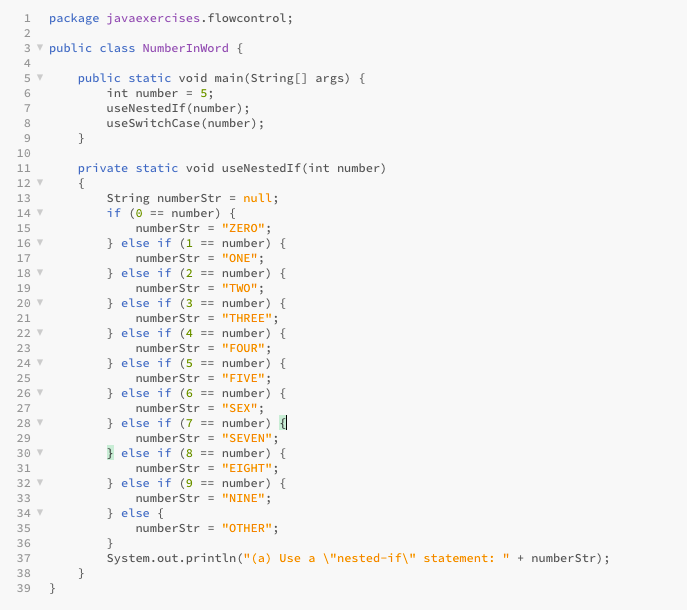 1 package javaexercises.flowcontrol;
2
3 public class NumberInWord {
4
5     public static void main(String[] args) {
6         int number = 5;
7         useNestedIf(number);
8         useSwitchCase(number);
9     }
10
11     private static void useNestedIf(int number)
12     {
13         String numberStr = null;
14         if (0 == number) {
15             numberStr = "ZERO";
16         } else if (1 == number) {
17             numberStr = "ONE";
18         } else if (2 == number) {
19             numberStr = "TWO";
20         } else if (3 == number) {
21             numberStr = "THREE";
22         } else if (4 == number) {
23             numberStr = "FOUR";
24         } else if (5 == number) {
25             numberStr = "FIVE";
26         } else if (6 == number) {
27             numberStr = "SEX";
28         } else if (7 == number) {
29             numberStr = "SEVEN";
30         } else if (8 == number) {
31             numberStr = "EIGHT";
32         } else if (9 == number) {
33             numberStr = "NINE";
34         } else {
35             numberStr = "OTHER";
36         }
37         System.out.println("(a) Use a \"nested-if\" statement: " + numberStr);
38     }
39 }